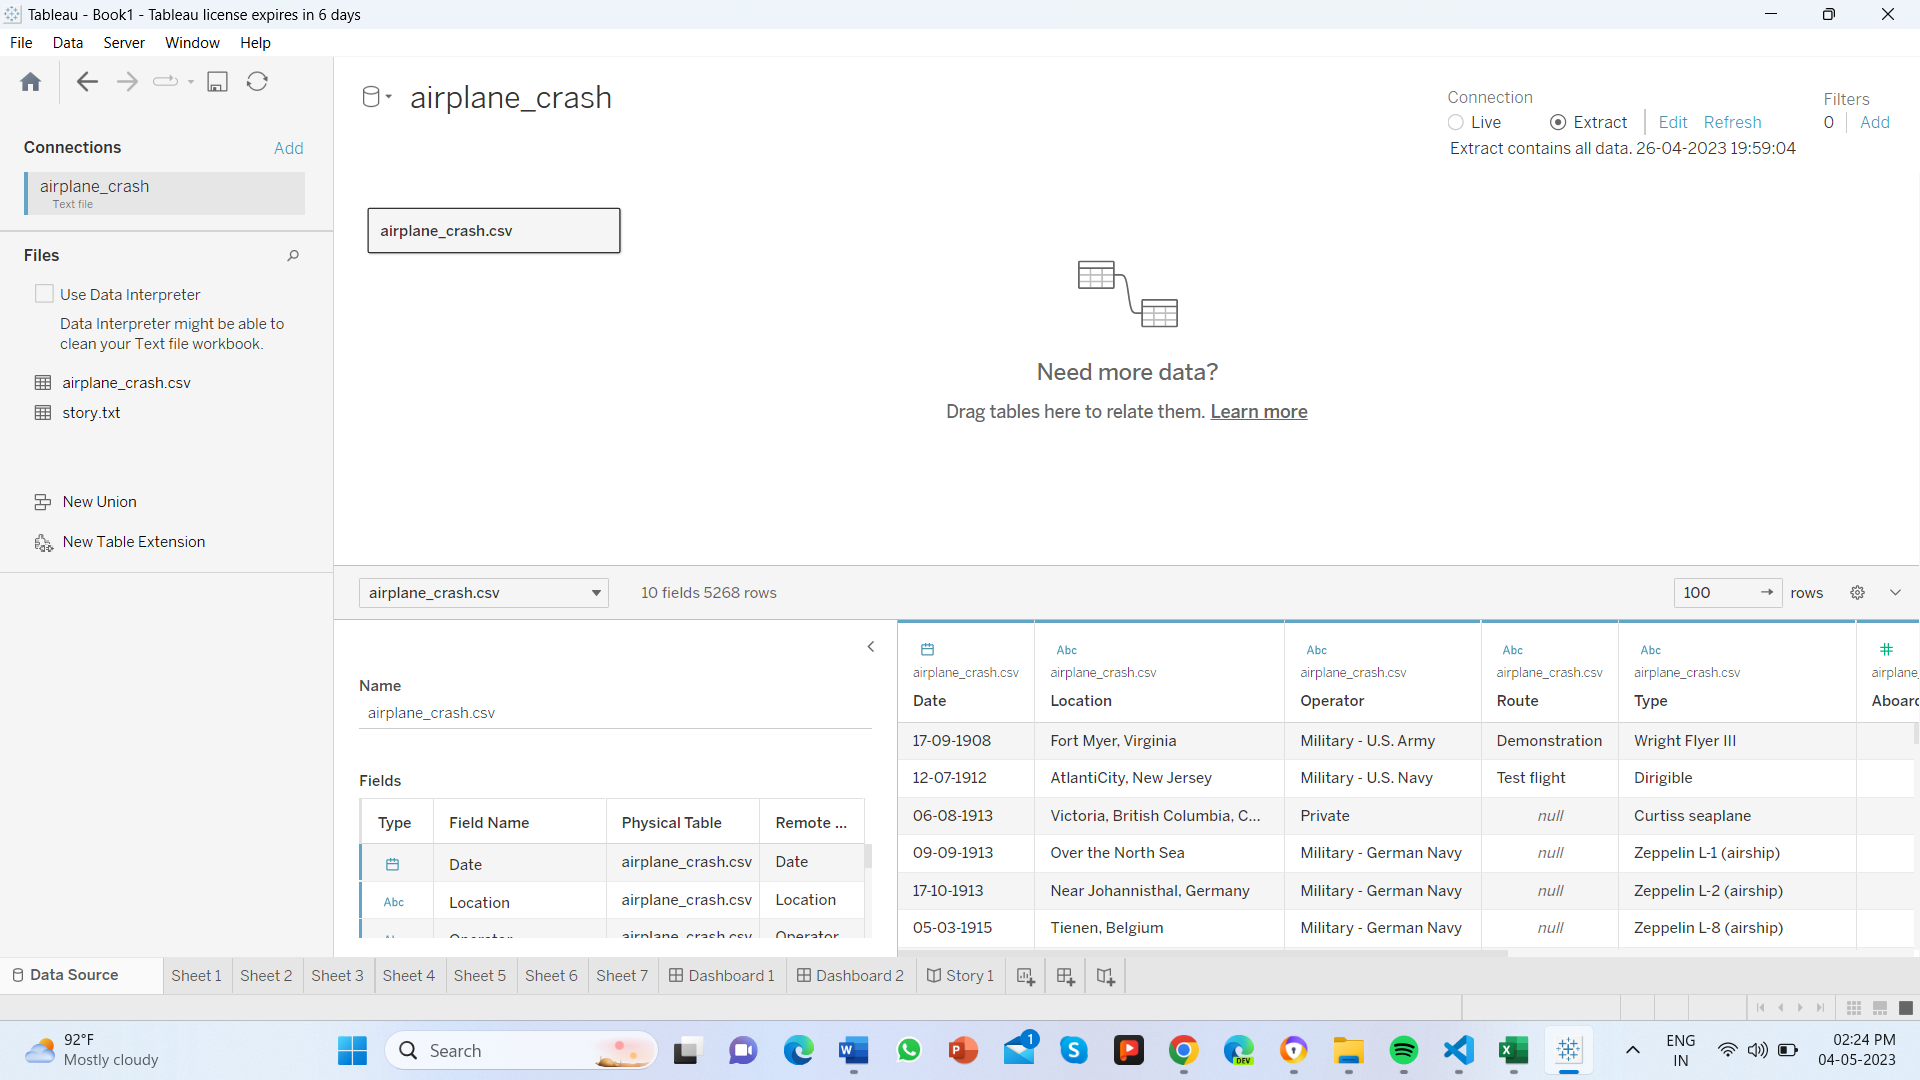 Tableau - Book1 - Tableau license expires in 6 days
File Data Server Window Help
airplane_crash
Connection
Live Extract Edit Refresh
Extract contains all data. 26-04-2023 19:59:04
Filters
0 Add
Connections Add
airplane_crash
Text file
Files
Use Data Interpreter
Data Interpreter might be able to
clean your Text file workbook.
airplane_crash.csv
story.txt
New Union
New Table Extension
airplane_crash.csv
Need more data?
Drag tables here to relate them. Learn more
airplane_crash.csv 10 fields 5268 rows 100 rows
Name
airplane_crash.csv
Fields
Type Field Name Physical Table Remote ...
Date airplane_crash.csv Date
Abc Location airplane_crash.csv Location
Operator airplane_crash.csv Operator
Abc Abc Abc Abc
airplane_crash.csv airplane_crash.csv airplane_crash.csv airplane_crash.csv airplane_crash.csv airplane_
Date Location Operator Route Type Aboard
17-09-1908 Fort Myer, Virginia Military - U.S. Army Demonstration Wright Flyer III
12-07-1912 AtlantiCity, New Jersey Military - U.S. Navy Test flight Dirigible
06-08-1913 Victoria, British Columbia, C... Private null Curtiss seaplane
09-09-1913 Over the North Sea Military - German Navy null Zeppelin L-1 (airship)
17-10-1913 Near Johannisthal, Germany Military - German Navy null Zeppelin L-2 (airship)
05-03-1915 Tienen, Belgium Military - German Navy null Zeppelin L-8 (airship)
Data Source Sheet 1 Sheet 2 Sheet 3 Sheet 4 Sheet 5 Sheet 6 Sheet 7 Dashboard 1 Dashboard 2 Story 1
92°F
Mostly cloudy
Search
1
DEV
ENG
IN
02:24 PM
04-05-2023